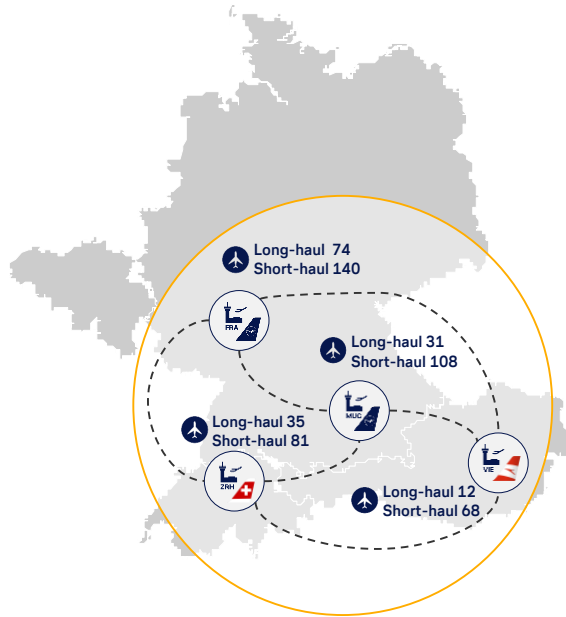 Long-haul 74
Short-haul 140
FRA
Long-haul 31
Short-haul 108
MUC
Long-haul 35
Short-haul 81
ZRH
VIE
Long-haul 12
Short-haul 68